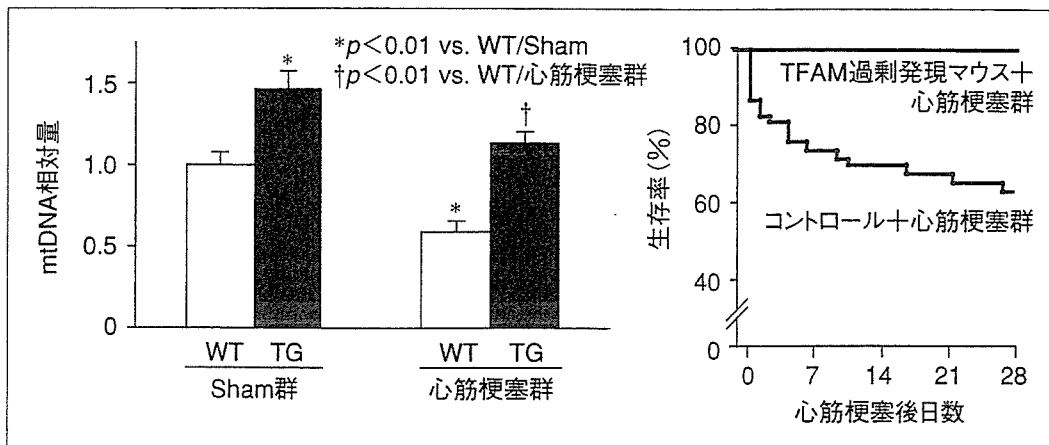 *p<0.01 vs. WT/Sham
†p<0.01 vs. WT/心筋梗塞群
mtDNA相対量
1.5
1.0
0.5
0
*
*
†
WT TG
WT TG
Sham群
心筋梗塞群
生存率(%)
100
80
60
40
0
TFAM過剰発現マウス+
心筋梗塞群
コントロール+心筋梗塞群
0 7 14 21 28
心筋梗塞後日数